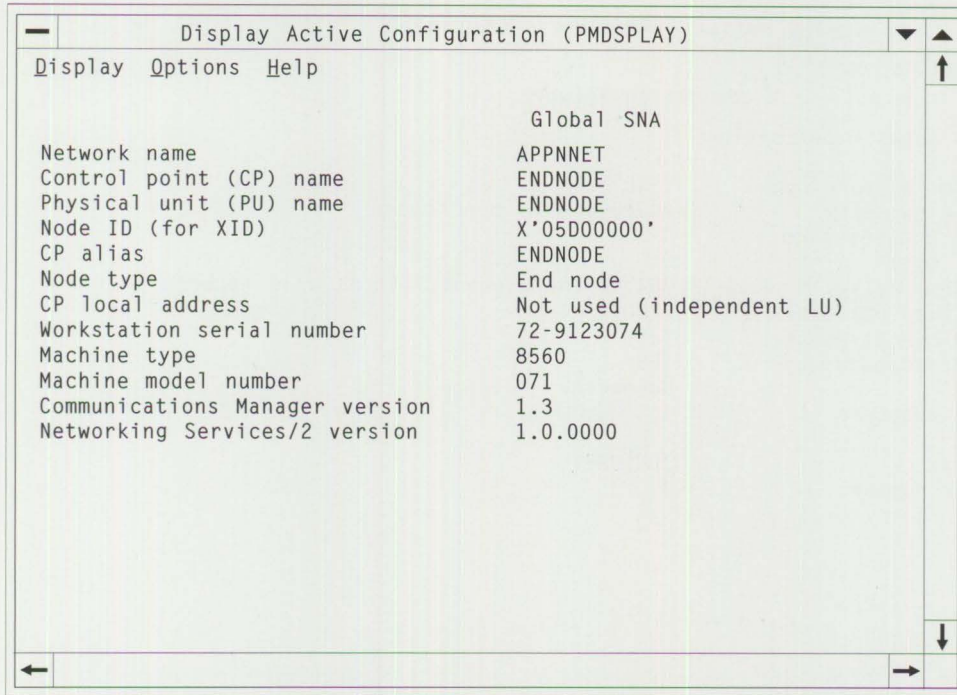 Display Active Configuration (PMDSPLAY)
Display Options Help
Global SNA
Network name APPNNET
Control point (CP) name ENDNODE
Physical unit (PU) name ENDNODE
Node ID (for XID) X'05D00000'
CP alias ENDNODE
Node type End node
CP local address Not used (independent LU)
Workstation serial number 72-9123074
Machine type 8560
Machine model number 071
Communications Manager version 1.3
Networking Services/2 version 1.0.0000